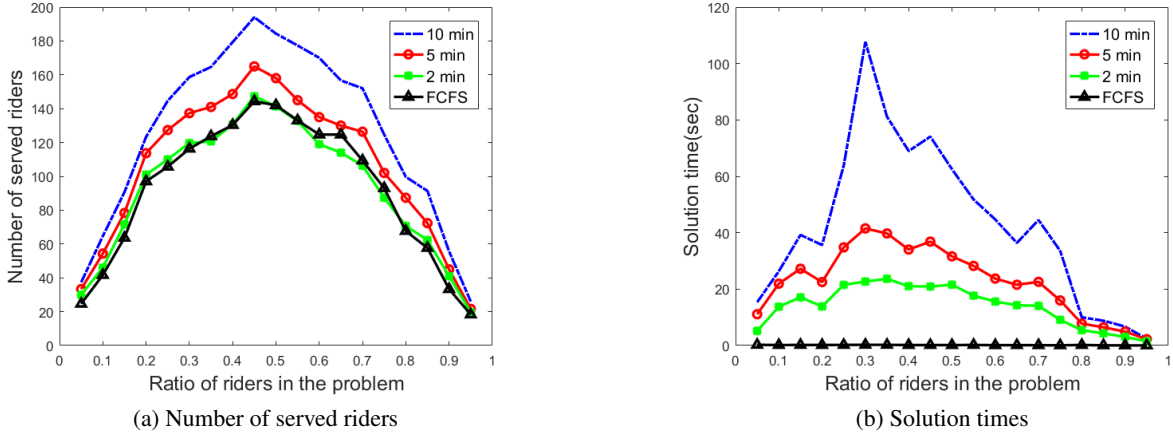 200
180
160
140
120
100
80
60
40
20
0
Number of served riders
10 min
5 min
2 min
FCFS
0 0.1 0.2 0.3 0.4 0.5 0.6 0.7 0.8 0.9 1
Ratio of riders in the problem
(a) Number of served riders
120
100
80
60
40
20
0
Solution time(sec)
10 min
5 min
2 min
FCFS
0 0.1 0.2 0.3 0.4 0.5 0.6 0.7 0.8 0.9 1
Ratio of riders in the problem
(b) Solution times